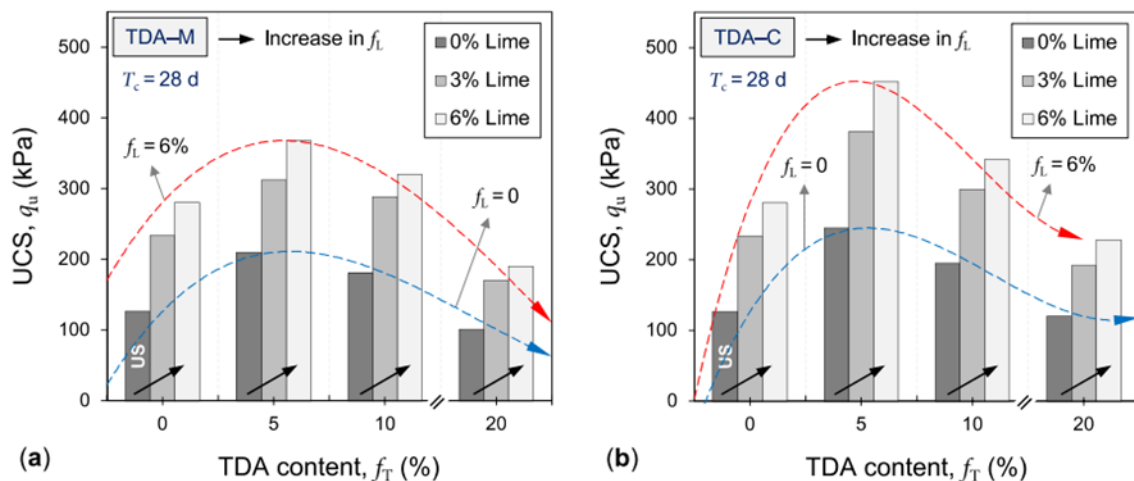 TDA–M
Increase in fL
Tc = 28 d
0% Lime
3% Lime
6% Lime
500
400
300
200
100
0
UCS, qu (kPa)
fL = 6%
fL = 0
US
0
5
10
20
(a)
TDA content, fT (%)
TDA–C
Increase in fL
Tc = 28 d
0% Lime
3% Lime
6% Lime
500
400
300
200
100
0
UCS, qu (kPa)
fL = 0
fL = 6%
US
0
5
10
20
(b)
TDA content, fT (%)